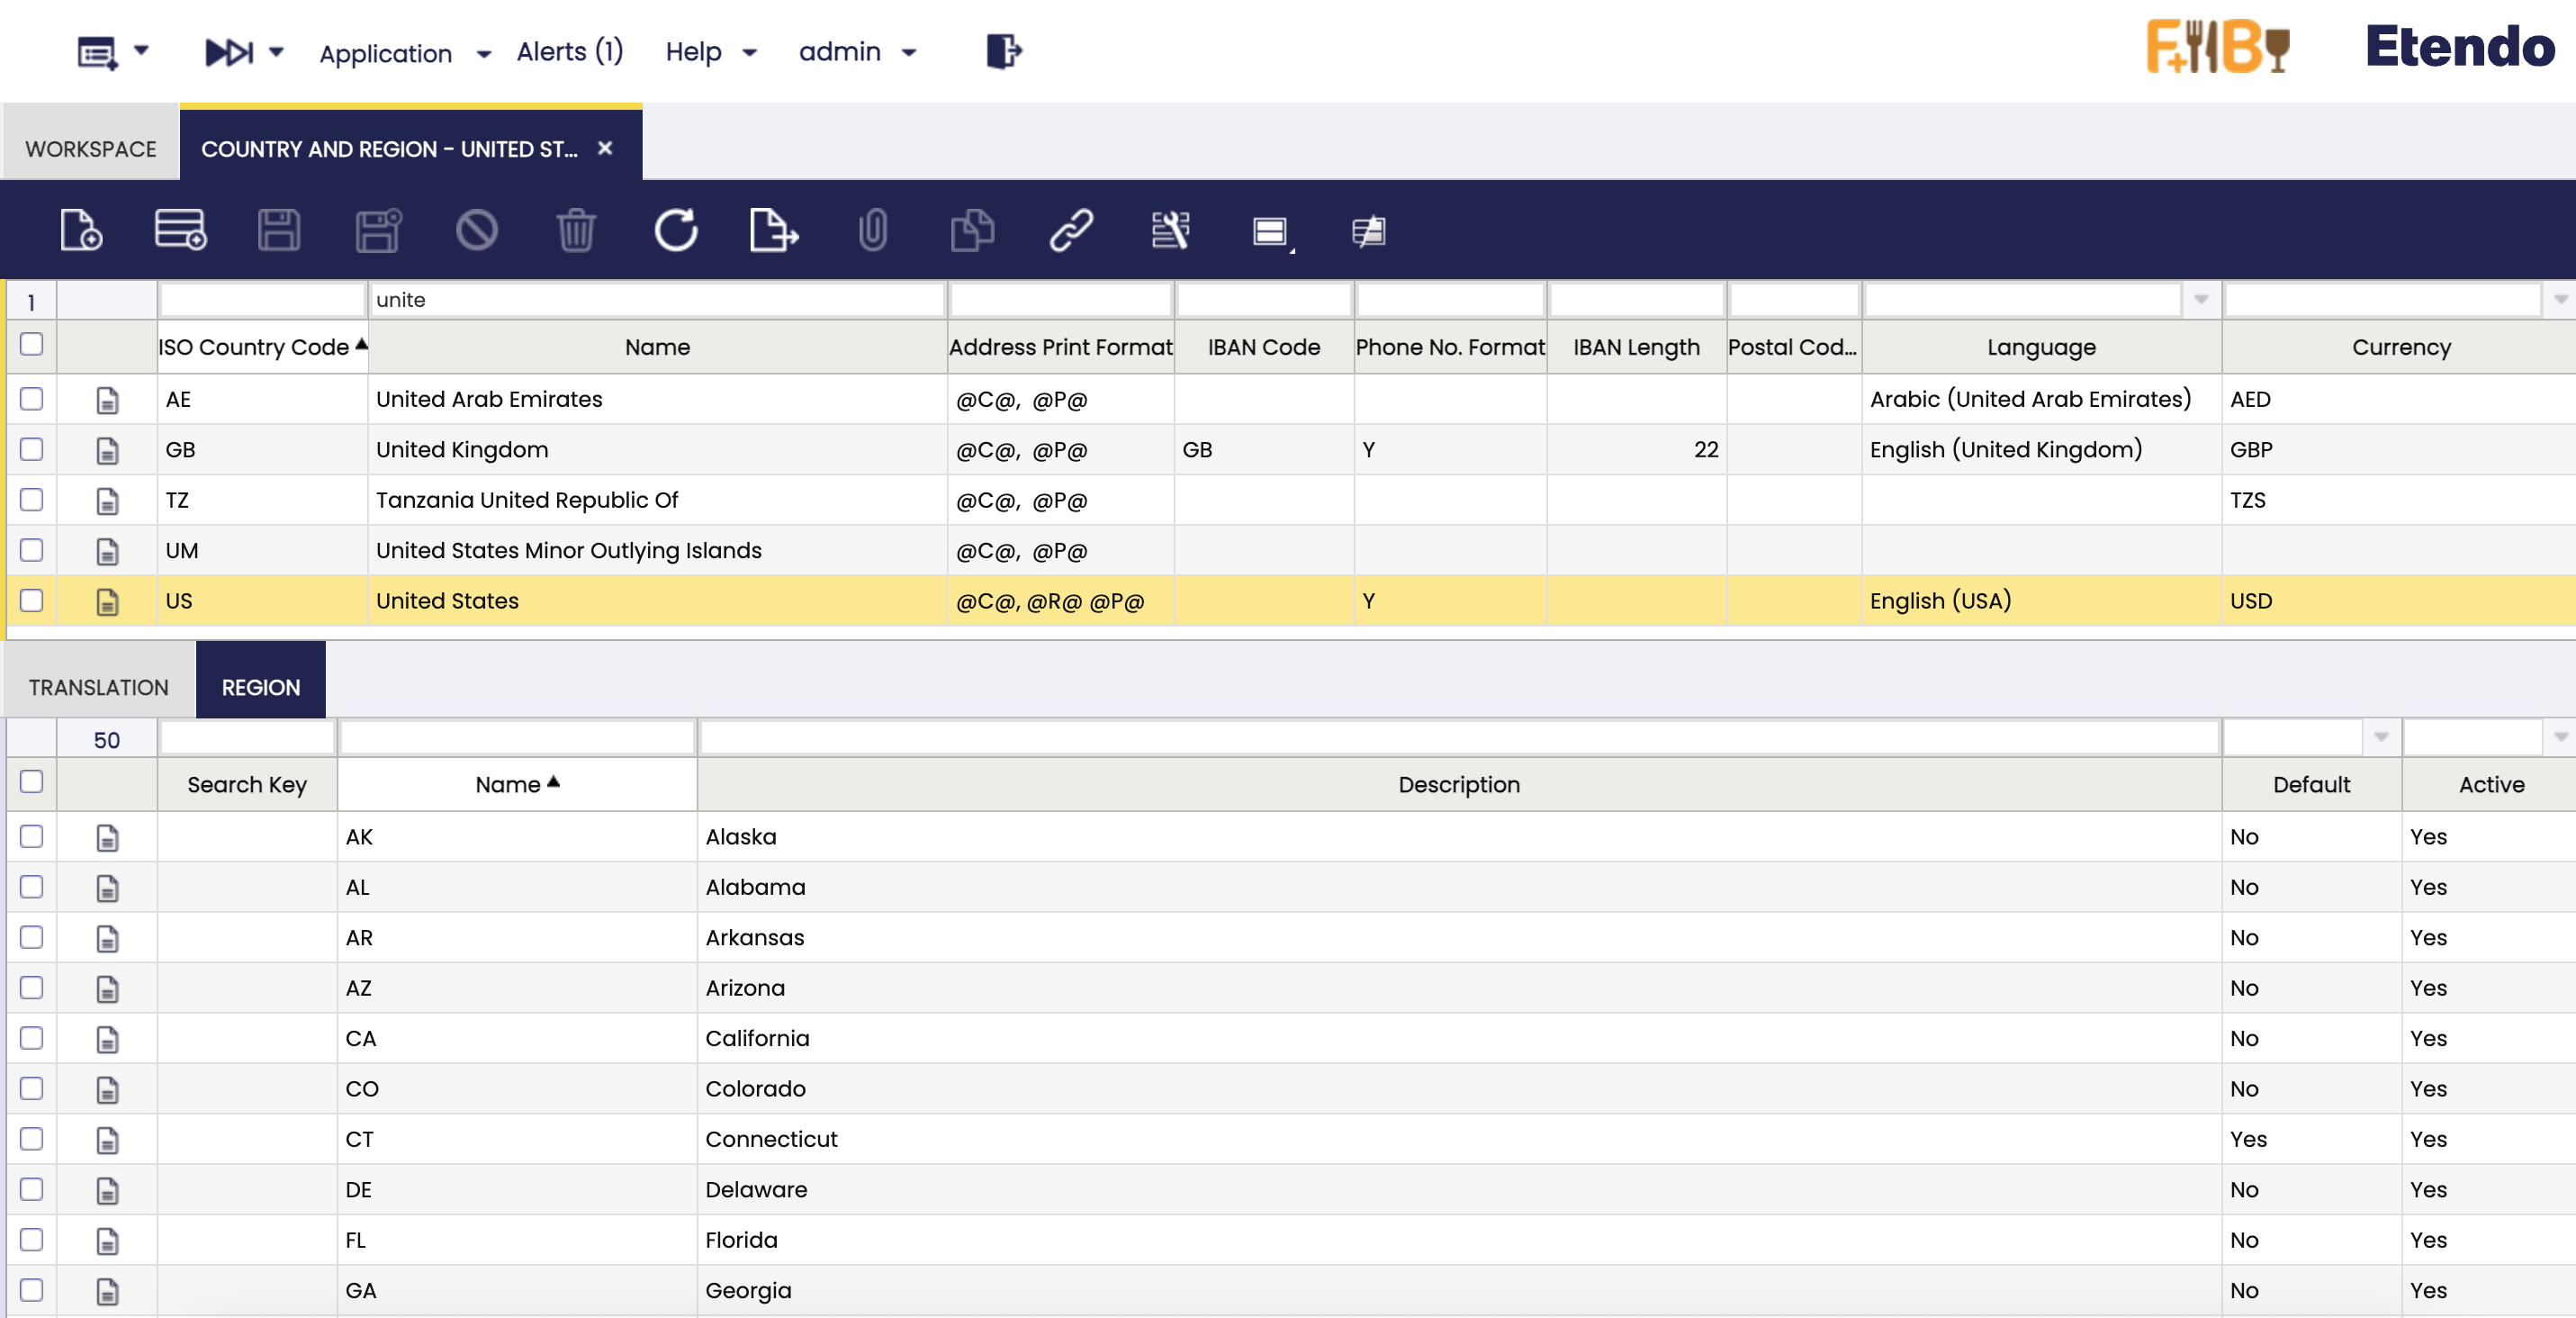 Application Alerts (1) Help admin F+B Etendo
WORKSPACE COUNTRY AND REGION - UNITED ST...
1 unite
ISO Country Code Name Address Print Format IBAN Code Phone No. Format IBAN Length Postal Cod... Language Currency
AE United Arab Emirates @C@, @P@ Arabic (United Arab Emirates) AED
GB United Kingdom @C@, @P@ GB Y 22 English (United Kingdom) GBP
TZ Tanzania United Republic Of @C@, @P@ TZS
UM United States Minor Outlying Islands @C@, @P@
US United States @C@, @R@ @P@ Y English (USA) USD
TRANSLATION REGION
50
Search Key Name Description Default Active
AK Alaska No Yes
AL Alabama No Yes
AR Arkansas No Yes
AZ Arizona No Yes
CA California No Yes
CO Colorado No Yes
CT Connecticut Yes Yes
DE Delaware No Yes
FL Florida No Yes
GA Georgia No Yes